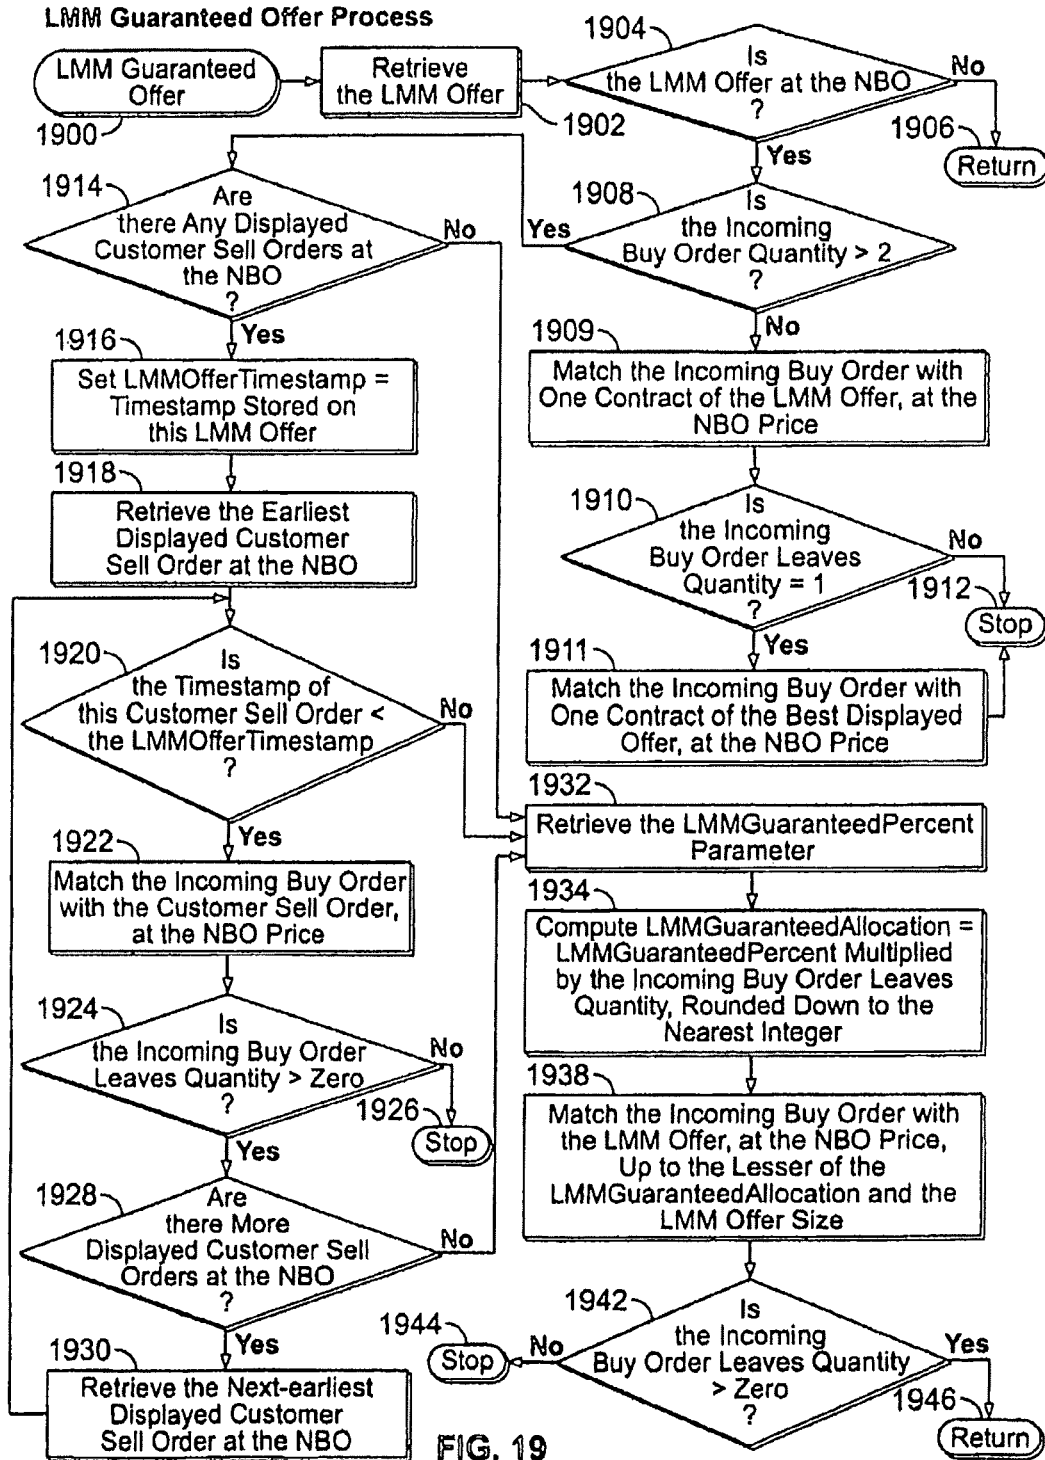 LMM Guaranteed Offer Process
LMM Guaranteed
Offer
1900
Retrieve
the LMM Offer
1902
1904
Is
the LMM Offer at the NBO
?
No
1906
Return
Yes
1908
Is
the Incoming
Buy Order Quantity > 2
?
Yes
No
1914
Are
there Any Displayed
Customer Sell Orders at
the NBO
?
No
Yes
1916
Set LMMOfferTimestamp =
Timestamp Stored on
this LMM Offer
1918
Retrieve the Earliest
Displayed Customer
Sell Order at the NBO
1920
Is
the Timestamp of
this Customer Sell Order <
the LMMOfferTimestamp
?
No
Yes
1922
Match the Incoming Buy Order
with the Customer Sell Order,
at the NBO Price
1924
Is
the Incoming Buy Order
Leaves Quantity > Zero
?
No
1926
Stop
Yes
1928
Are
there More
Displayed Customer Sell
Orders at the NBO
?
No
Yes
1930
Retrieve the Next-earliest
Displayed Customer
Sell Order at the NBO
1909
Match the Incoming Buy Order with
One Contract of the LMM Offer, at the
NBO Price
1910
Is
the Incoming
Buy Order Leaves
Quantity = 1
?
No
1912
Stop
Yes
1911
Match the Incoming Buy Order with
One Contract of the Best Displayed
Offer, at the NBO Price
1932
Retrieve the LMMGuaranteedPercent
Parameter
1934
Compute LMMGuaranteedAllocation =
LMMGuaranteedPercent Multiplied
by the Incoming Buy Order Leaves
Quantity, Rounded Down to the
Nearest Integer
1938
Match the Incoming Buy Order with
the LMM Offer, at the NBO Price,
Up to the Lesser of the
LMMGuaranteedAllocation and the
LMM Offer Size
1942
Is
the Incoming
Buy Order Leaves Quantity
> Zero
?
No
1944
Stop
Yes
1946
Return
FIG. 19